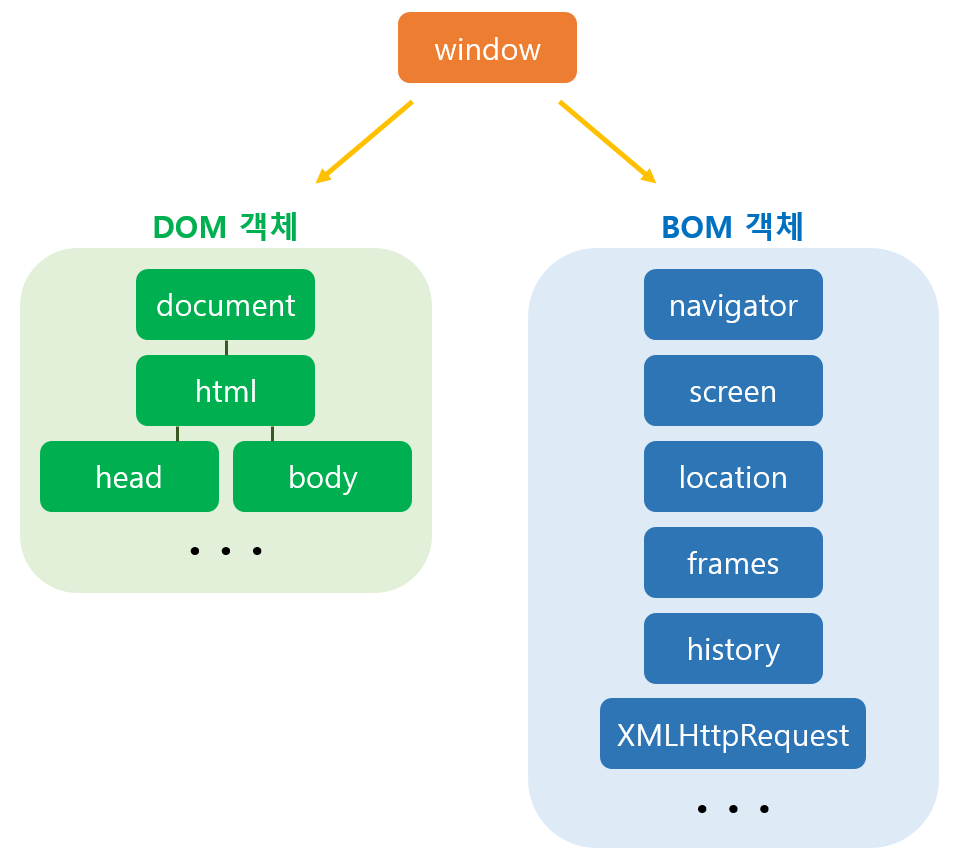 window
DOM 객체
document
html
head
body
• • •
BOM 객체
navigator
screen
location
frames
history
XMLHttpRequest
• • •